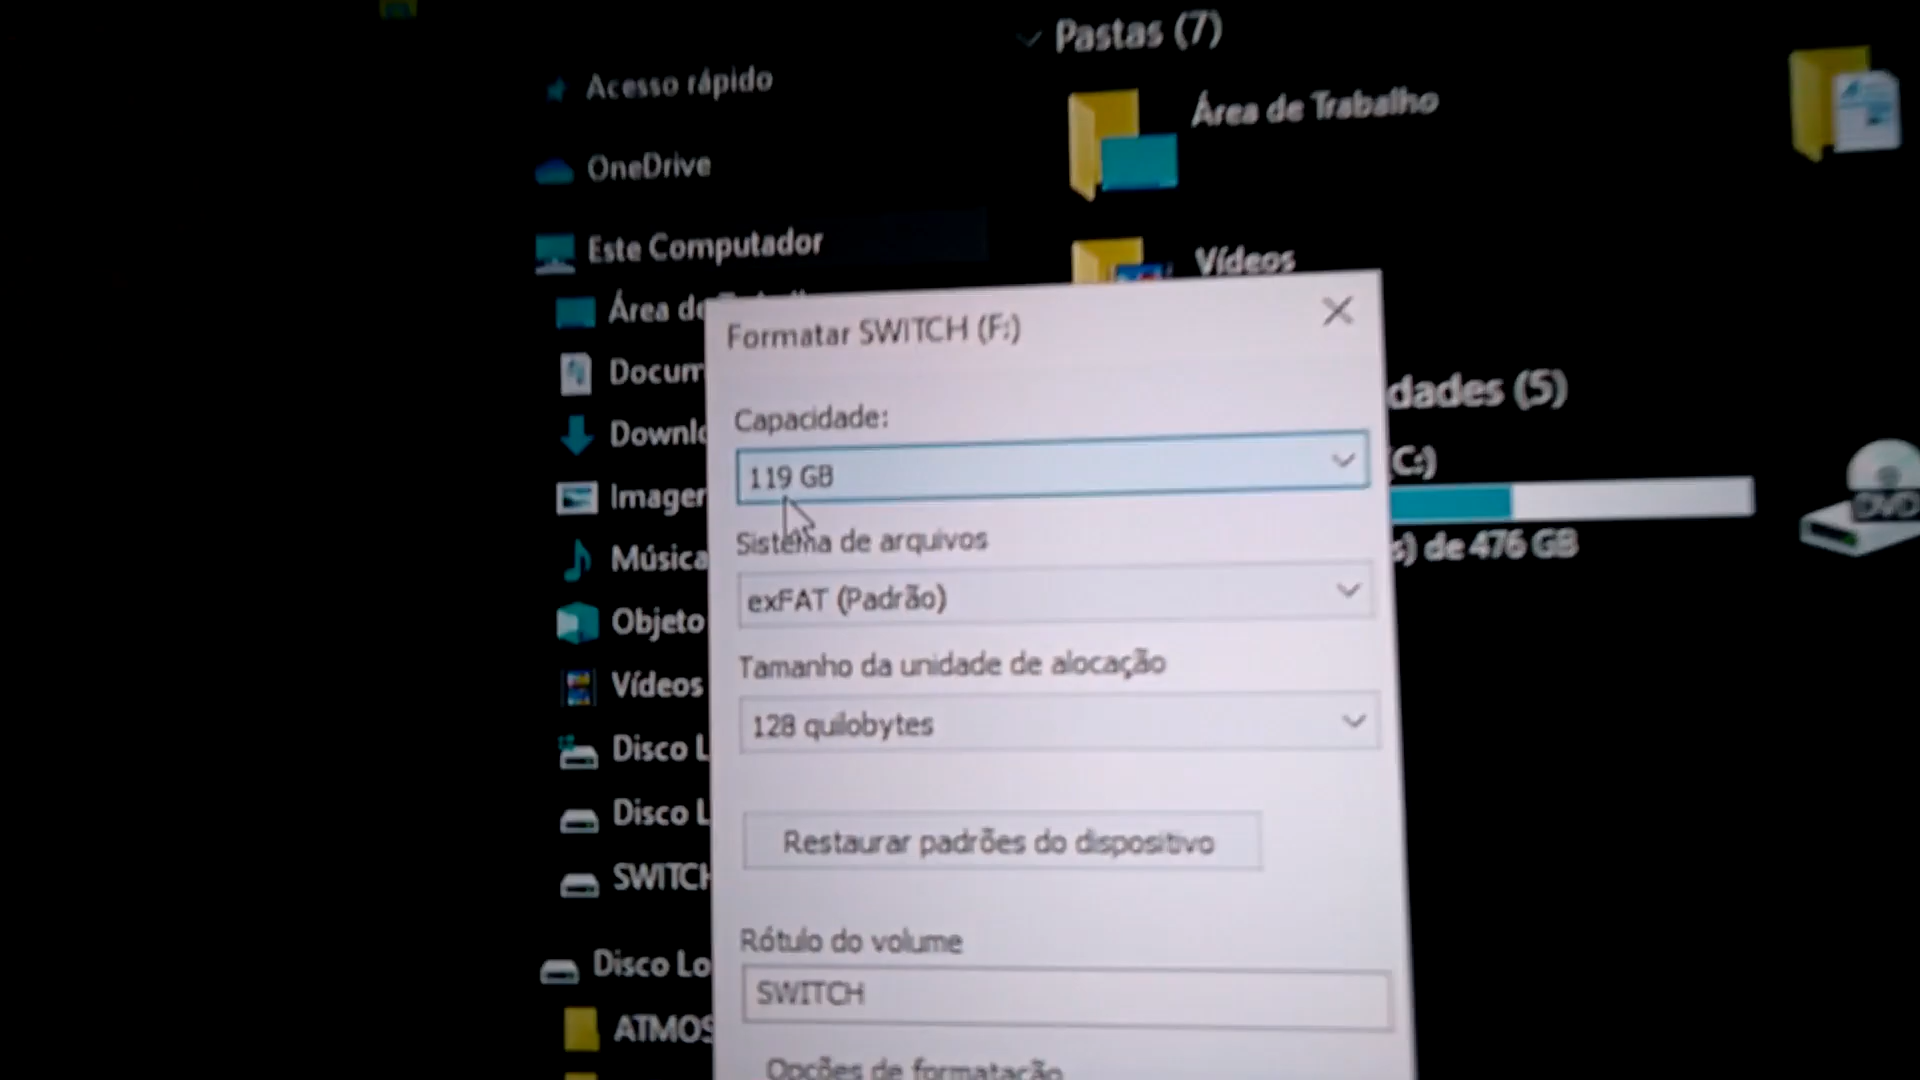 Pastas (7)
Acesso rápido
Área de Trabalho
OneDrive
Este Computador
Vídeos
Área de
Formatar SWITCH (F:)
Docum
dades (5)
Capacidade:
Downlo
(C:)
119 GB
DVD
Imager
Sistema de arquivos
s) de 476 GB
Música
exFAT (Padrão)
Objeto
Tamanho da unidade de alocação
Vídeos
128 quilobytes
Disco L
Disco L
Restaurar padrões do dispositivo
SWITCH
Rótulo do volume
Disco Lo
SWITCH
ATMOS
Opções de formatação